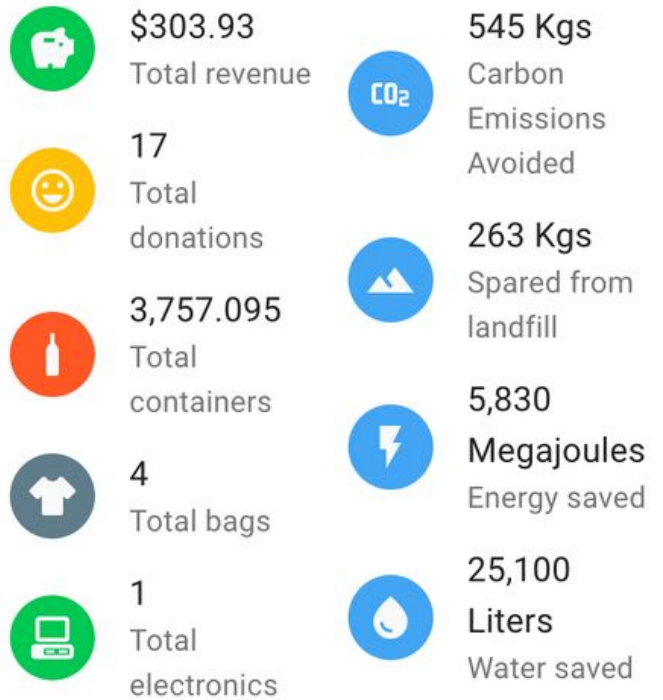 $303.93
Total revenue
17
Total
donations
3,757.095
Total
containers
4
Total bags
1
Total
electronics
CO₂
545 Kgs
Carbon
Emissions
Avoided
263 Kgs
Spared from
landfill
5,830
Megajoules
Energy saved
25,100
Liters
Water saved